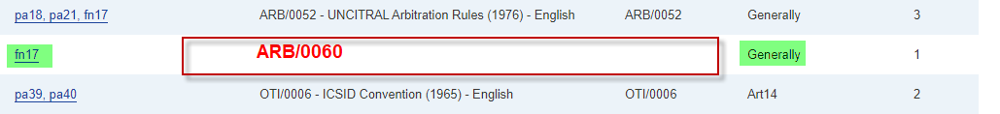 pa18, pa21, fn17 ARB/0052 - UNCITRAL Arbitration Rules (1976) - English ARB/0052 Generally 3
fn17 ARB/0060 Generally 1
pa39, pa40 OTI/0006 - ICSID Convention (1965) - English OTI/0006 Art14 2